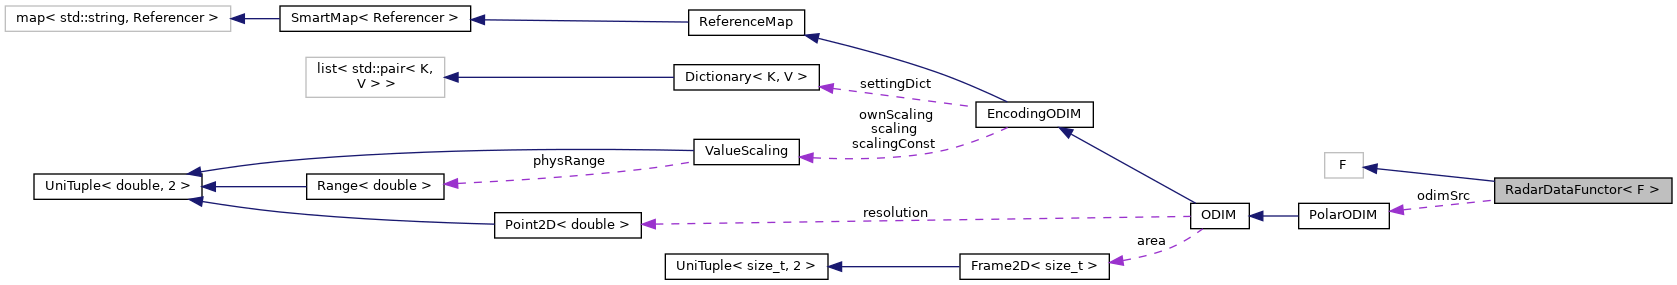 map< std::string, Referencer >
SmartMap< Referencer >
ReferenceMap
list< std::pair< K,
V > >
Dictionary< K, V >
settingDict
EncodingODIM
ownScaling
scaling
scalingConst
ValueScaling
physRange
UniTuple< double, 2 >
Range< double >
F
RadarDataFunctor< F >
odimSrc
Point2D< double >
resolution
ODIM
PolarODIM
area
UniTuple< size_t, 2 >
Frame2D< size_t >